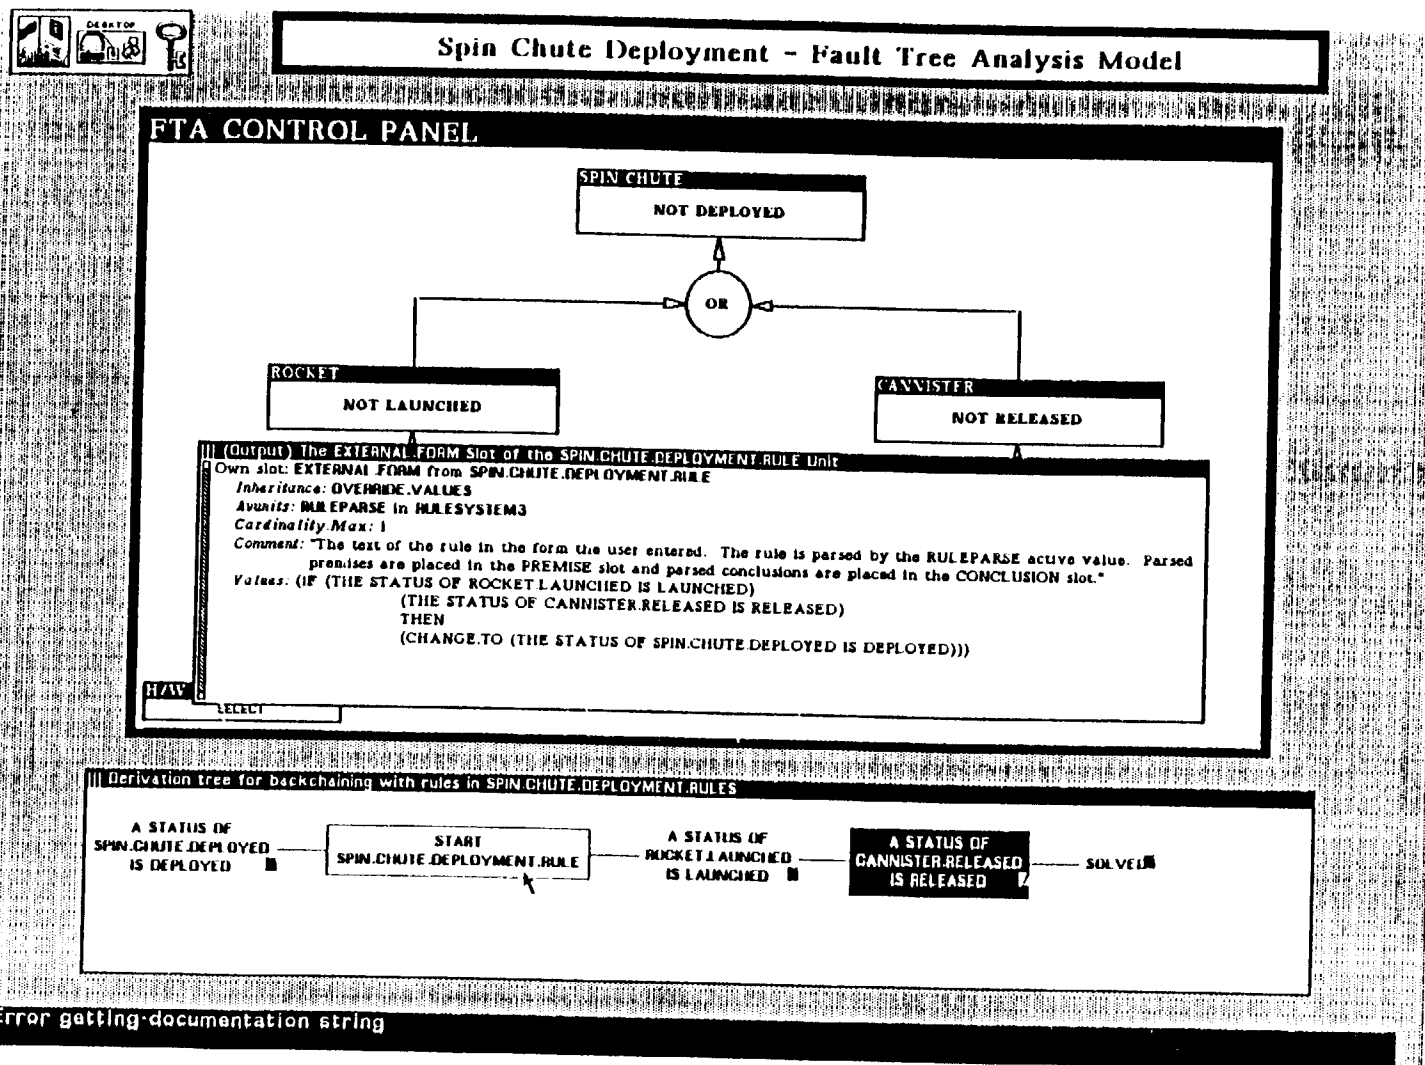 DESKTOP
Spin Chute Deployment - Fault Tree Analysis Model
FTA CONTROL PANEL
SPIN CHUTE
NOT DEPLOYED
OR
ROCKET
NOT LAUNCHED
CANNISTER
NOT RELEASED
(Output) The EXTERNAL.FORM Slot of the SPIN.CHUTE.DEPLOYMENT.RULE Unit
Own slot: EXTERNAL.FORM from SPIN.CHUTE.DEPLOYMENT.RULE
Inheritance: OVERRIDE.VALUES
Avunits: RULEPARSE in RULESYSTEM3
Cardinality.Max: 1
Comment: "The text of the rule in the form the user entered. The rule is parsed by the RULEPARSE active value. Parsed
premises are placed in the PREMISE slot and parsed conclusions are placed in the CONCLUSION slot."
Values: (IF (THE STATUS OF ROCKET.LAUNCHED IS LAUNCHED)
(THE STATUS OF CANNISTER.RELEASED IS RELEASED)
THEN
(CHANGE.TO (THE STATUS OF SPIN.CHUTE.DEPLOYED IS DEPLOYED)))
H/W
SELECT
Derivation tree for backchaining with rules in SPIN.CHUTE.DEPLOYMENT.RULES
A STATUS OF
SPIN.CHUTE.DEPLOYED
IS DEPLOYED
START
SPIN.CHUTE.DEPLOYMENT.RULE
A STATUS OF
ROCKET.LAUNCHED
IS LAUNCHED
A STATUS OF
CANNISTER.RELEASED
IS RELEASED
SOLVED
Error getting documentation string